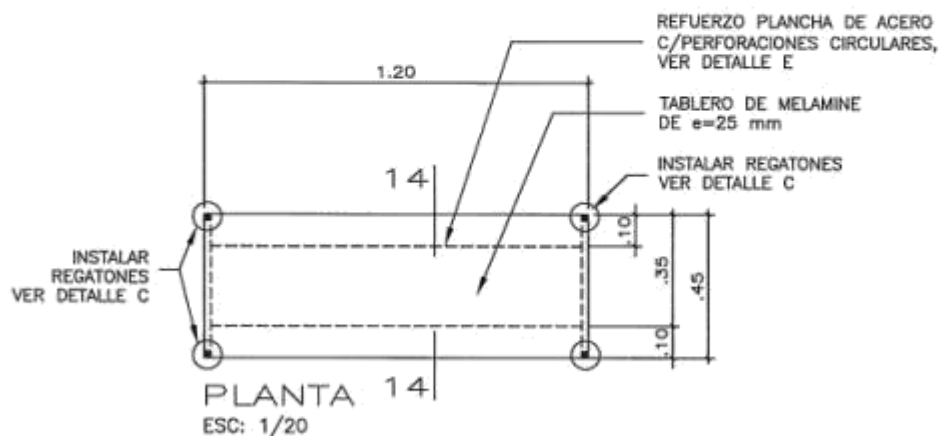 REFUERZO PLANCHA DE ACERO
C/PERFORACIONES CIRCULARES,
VER DETALLE E
1.20
TABLERO DE MELAMINE
DE e=25 mm
INSTALAR REGATONES
VER DETALLE C
14
.10
.35
.45
.10
INSTALAR
REGATONES
VER DETALLE C
14
PLANTA
ESC: 1/20